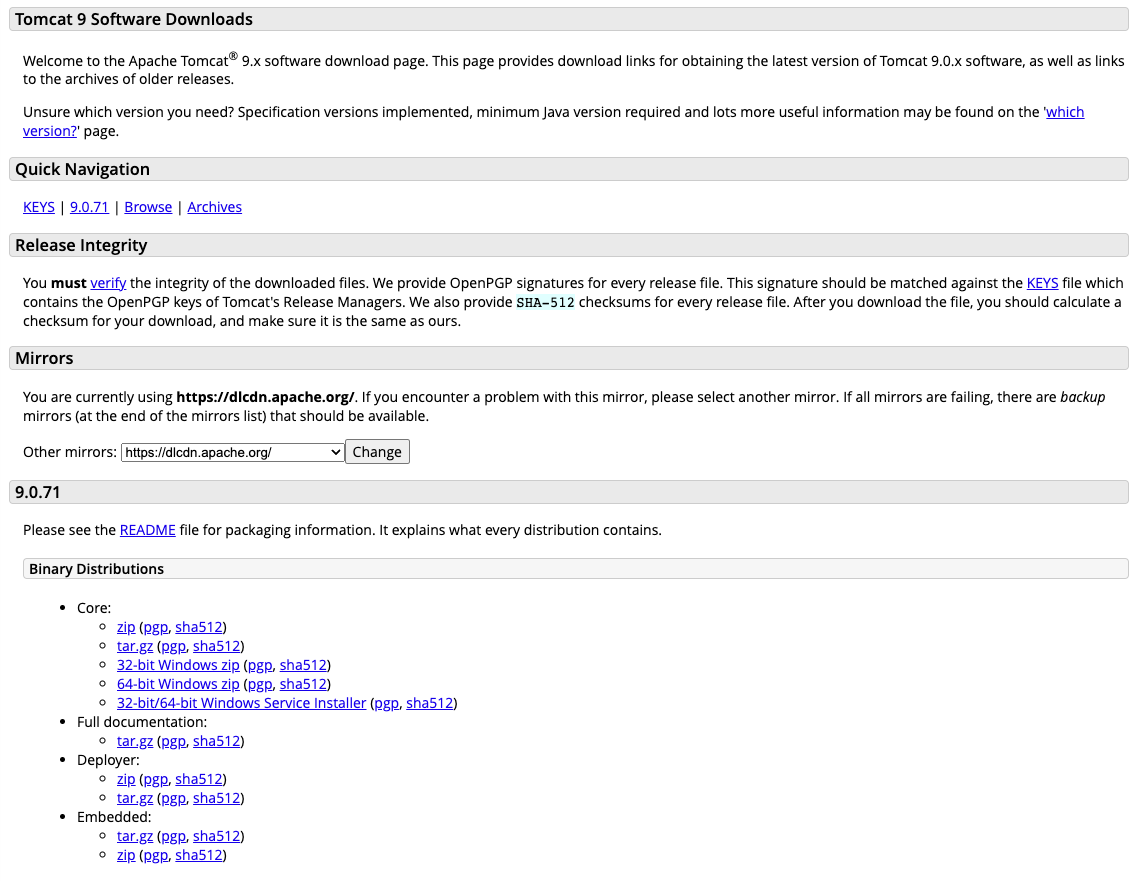 Tomcat 9 Software Downloads
Welcome to the Apache Tomcat® 9.x software download page. This page provides download links for obtaining the latest version of Tomcat 9.0.x software, as well as links
to the archives of older releases.
Unsure which version you need? Specification versions implemented, minimum Java version required and lots more useful information may be found on the 'which
version?' page.
Quick Navigation
KEYS | 9.0.71 | Browse | Archives
Release Integrity
You must verify the integrity of the downloaded files. We provide OpenPGP signatures for every release file. This signature should be matched against the KEYS file which
contains the OpenPGP keys of Tomcat's Release Managers. We also provide SHA-512 checksums for every release file. After you download the file, you should calculate a
checksum for your download, and make sure it is the same as ours.
Mirrors
You are currently using https://dlcdn.apache.org/. If you encounter a problem with this mirror, please select another mirror. If all mirrors are failing, there are backup
mirrors (at the end of the mirrors list) that should be available.
Other mirrors: https://dlcdn.apache.org/ Change
9.0.71
Please see the README file for packaging information. It explains what every distribution contains.
Binary Distributions
• Core:
◦ zip (pgp, sha512)
◦ tar.gz (pgp, sha512)
◦ 32-bit Windows zip (pgp, sha512)
◦ 64-bit Windows zip (pgp, sha512)
◦ 32-bit/64-bit Windows Service Installer (pgp, sha512)
• Full documentation:
◦ tar.gz (pgp, sha512)
• Deployer:
◦ zip (pgp, sha512)
◦ tar.gz (pgp, sha512)
• Embedded:
◦ tar.gz (pgp, sha512)
◦ zip (pgp, sha512)